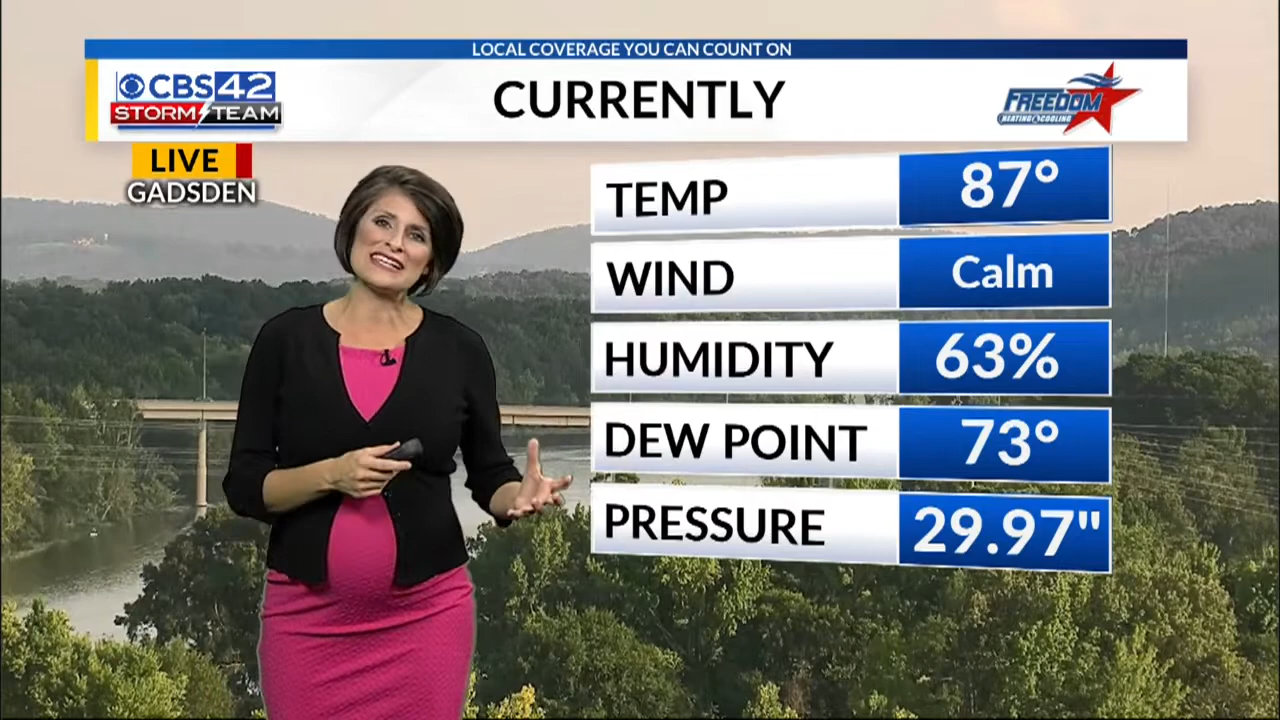 LOCAL COVERAGE YOU CAN COUNT ON
CBS 42
STORM TEAM
CURRENTLY
FREEDOM
HEATING & COOLING
LIVE
GADSDEN
TEMP 87°
WIND Calm
HUMIDITY 63%
DEW POINT 73°
PRESSURE 29.97"